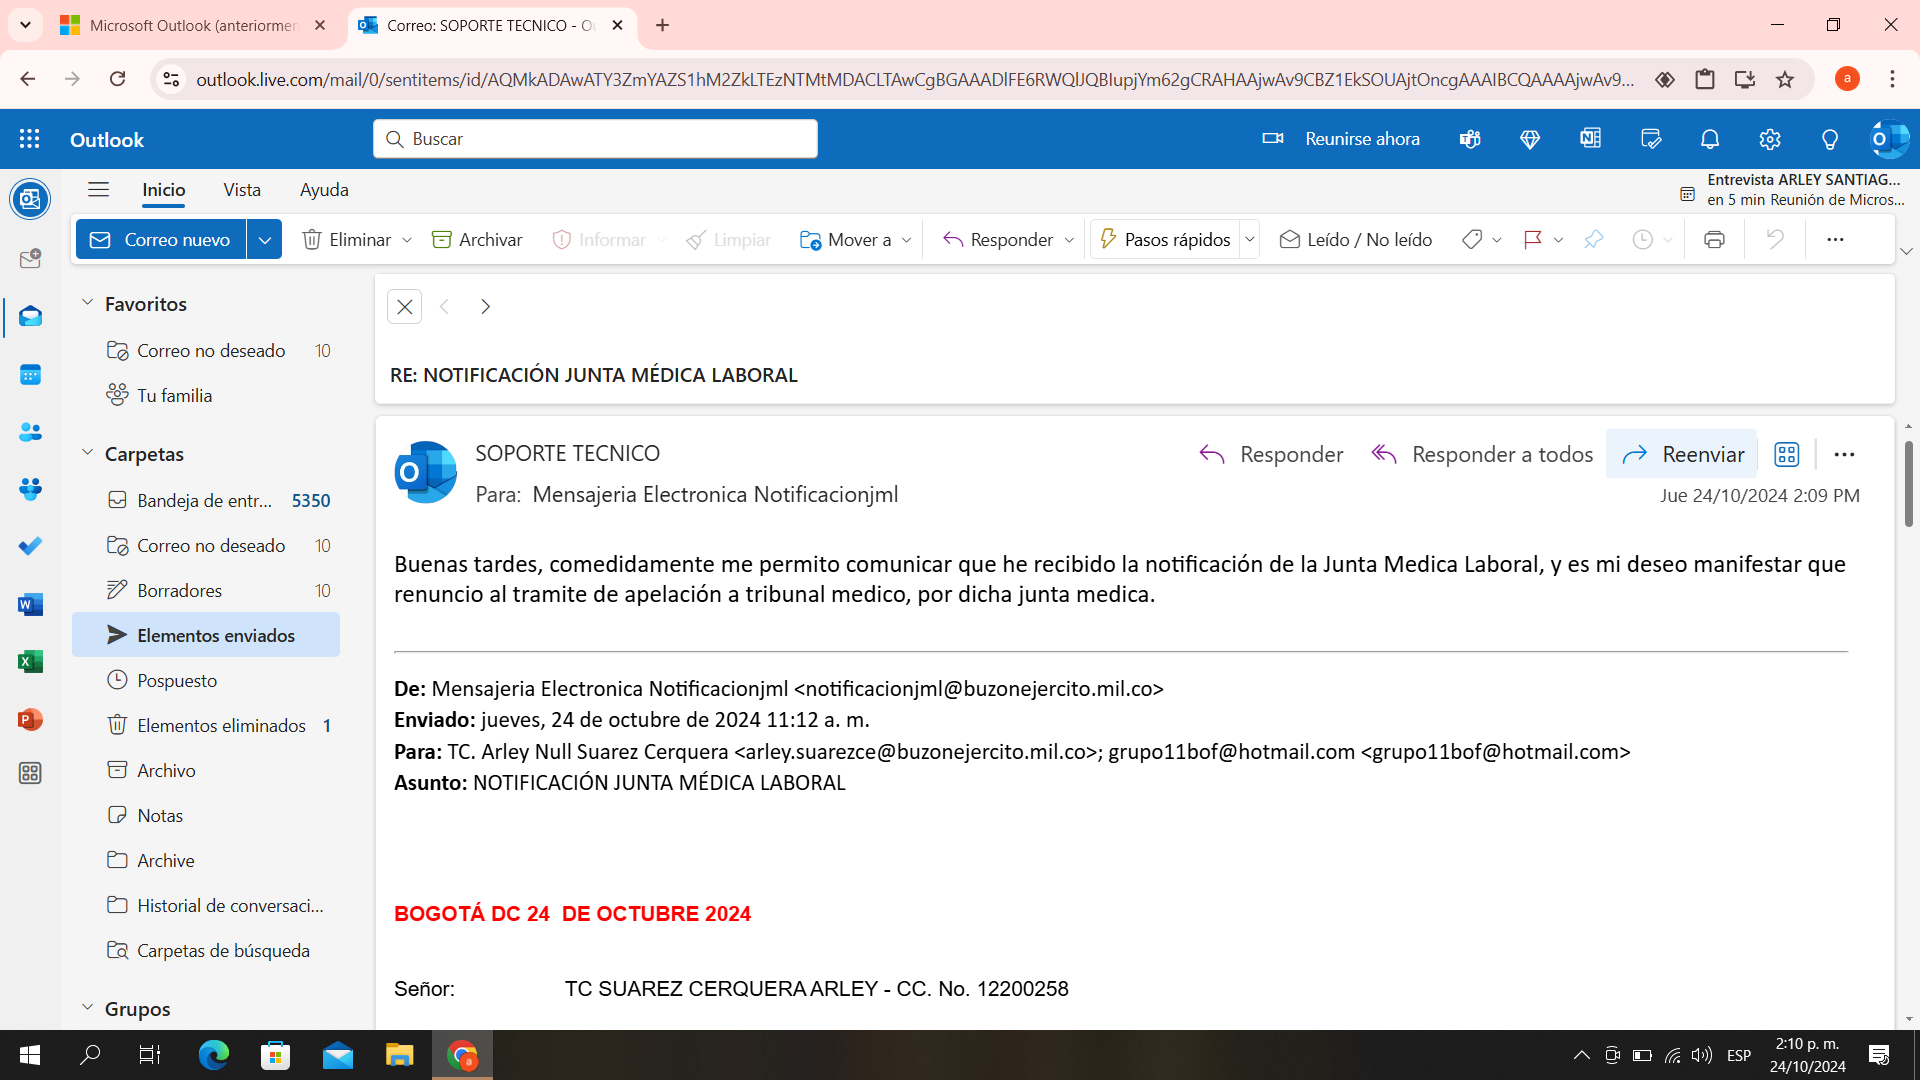 Microsoft Outlook (anteriormen
Correo: SOPORTE TECNICO - Ou
outlook.live.com/mail/0/sentitems/id/AQMkADAwATY3ZmYAZS1hM2ZkLTEzNTMtMDACLTAwCgBGAAADlFE6RWQlJQBIupjYm62gCRAHAAjwAv9CBZ1EkSOUAjtOncgAAAIBCQAAAAjwAv9...
a
Outlook
Buscar
Reunirse ahora
Inicio
Vista
Ayuda
Entrevista ARLEY SANTIAG...
en 5 min Reunión de Micros...
Correo nuevo
Eliminar
Archivar
Informar
Limpiar
Mover a
Responder
Pasos rápidos
Leído / No leído
Favoritos
Correo no deseado 10
Tu familia
Carpetas
Bandeja de entr... 5350
Correo no deseado 10
Borradores 10
Elementos enviados
Pospuesto
Elementos eliminados 1
Archivo
Notas
Archive
Historial de conversaci...
Carpetas de búsqueda
Grupos
RE: NOTIFICACIÓN JUNTA MÉDICA LABORAL
SOPORTE TECNICO
Para: Mensajeria Electronica Notificacionjml
Responder
Responder a todos
Reenviar
Jue 24/10/2024 2:09 PM
Buenas tardes, comedidamente me permito comunicar que he recibido la notificación de la Junta Medica Laboral, y es mi deseo manifestar que
renuncio al tramite de apelación a tribunal medico, por dicha junta medica.
De: Mensajeria Electronica Notificacionjml <notificacionjml@buzonejercito.mil.co>
Enviado: jueves, 24 de octubre de 2024 11:12 a. m.
Para: TC. Arley Null Suarez Cerquera <arley.suarezce@buzonejercito.mil.co>; grupo11bof@hotmail.com <grupo11bof@hotmail.com>
Asunto: NOTIFICACIÓN JUNTA MÉDICA LABORAL
BOGOTÁ DC 24 DE OCTUBRE 2024
Señor: TC SUAREZ CERQUERA ARLEY - CC. No. 12200258
ESP
2:10 p. m.
24/10/2024